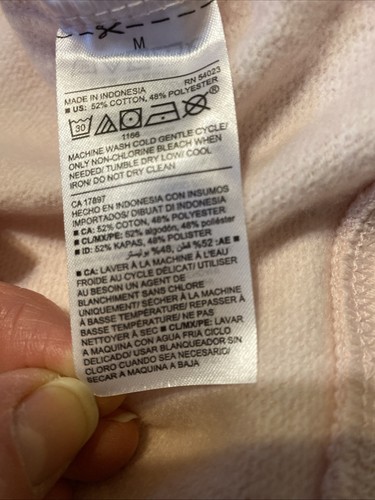 M
RN 54023
MADE IN INDONESIA
■ US: 52% COTTON, 48% POLYESTER
30
®
1166
MACHINE WASH COLD GENTLE CYCLE/
ONLY NON-CHLORINE BLEACH WHEN
NEEDED/ TUMBLE DRY LOW/ COOL
IRON/ DO NOT DRY CLEAN
CA 17897
HECHO EN INDONESIA CON INSUMOS
IMPORTADOS/ DIBUAT DI INDONESIA
■ CA: 52% COTTON, 48% POLYESTER
■ CL/MX/PE: 52% algodón, 48% poliéster
■ ID: 52% KAPAS, 48% POLISTER
■ AE: 52% قطن, 48% بوليستر
■ CA: LAVER À LA MACHINE À L'EAU
FROIDE AU CYCLE DÉLICAT/ UTILISER
AU BESOIN UN AGENT DE
BLANCHIMENT SANS CHLORE
UNIQUEMENT/ SÉCHER À LA MACHINE
À BASSE TEMPÉRATURE/ REPASSER À
À BASSE TEMPÉRATURE/ NE PAS
NETTOYER À SEC ■ CL/MX/PE: LAVAR
A MAQUINA CON AGUA FRIA CICLO
DELICADO/ USAR BLANQUEADOR SIN
CLORO CUANDO SEA NECESARIO/
SECAR A MAQUINA A BAJA